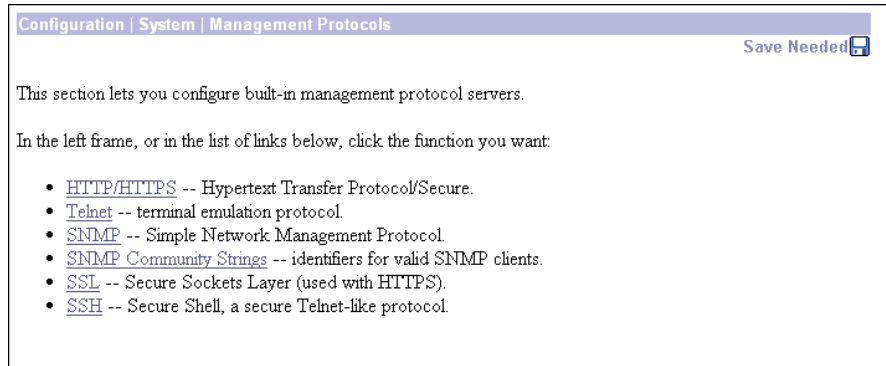 Configuration | System | Management Protocols
Save Needed
This section lets you configure built-in management protocol servers.
In the left frame, or in the list of links below, click the function you want:
• HTTP/HTTPS -- Hypertext Transfer Protocol/Secure.
• Telnet -- terminal emulation protocol.
• SNMP -- Simple Network Management Protocol.
• SNMP Community Strings -- identifiers for valid SNMP clients.
• SSL -- Secure Sockets Layer (used with HTTPS).
• SSH -- Secure Shell, a secure Telnet-like protocol.